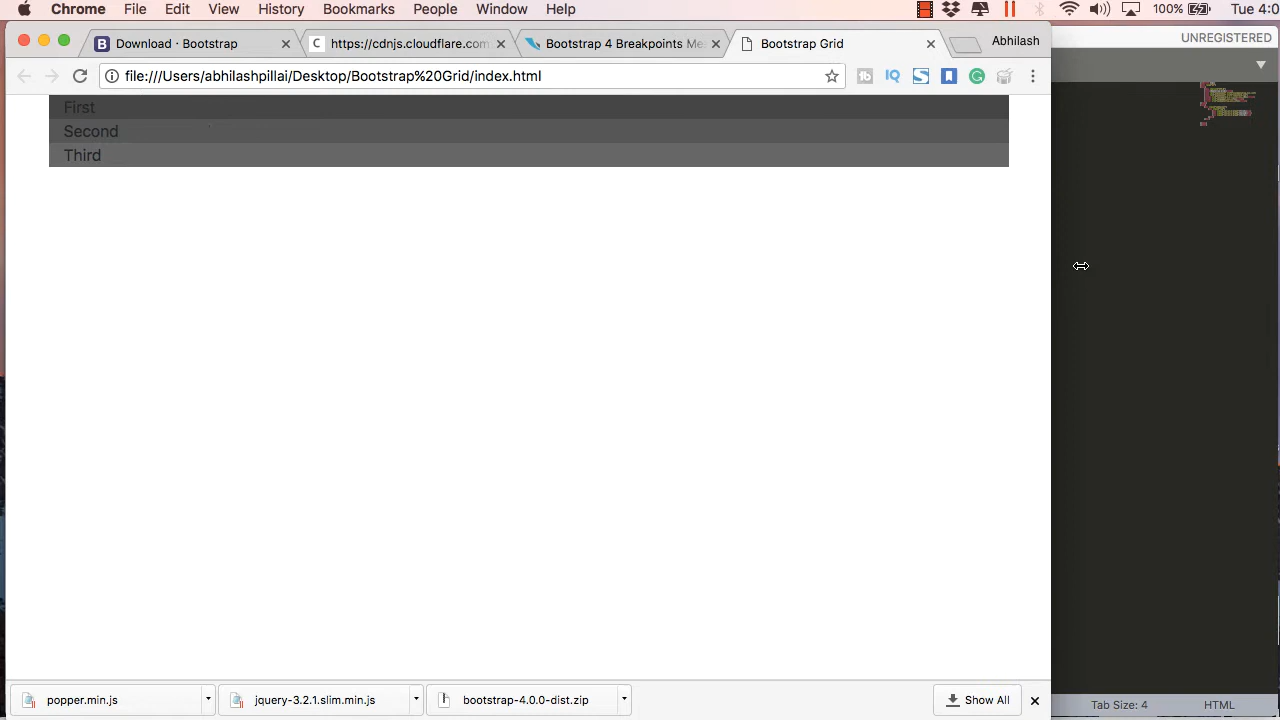 Chrome File Edit View History Bookmarks People Window Help 100% Tue 4:0
Download · Bootstrap https://cdnjs.cloudflare.com Bootstrap 4 Breakpoints Me Bootstrap Grid Abhilash UNREGISTERED
file:///Users/abhilashpillai/Desktop/Bootstrap%20Grid/index.html
First
Second
Third
popper.min.js jquery-3.2.1.slim.min.js bootstrap-4.0.0-dist.zip Show All Tab Size: 4 HTML